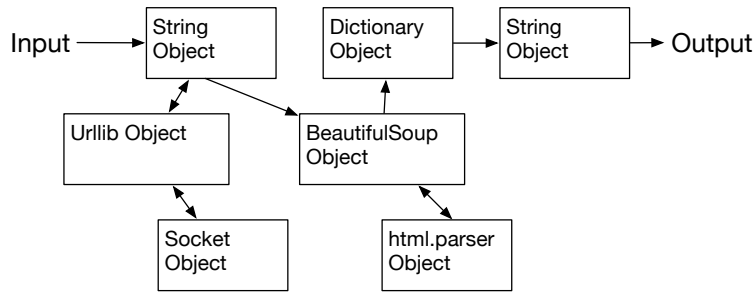 Input
String
Object
Dictionary
Object
String
Object
Output
Urllib Object
BeautifulSoup
Object
Socket
Object
html.parser
Object